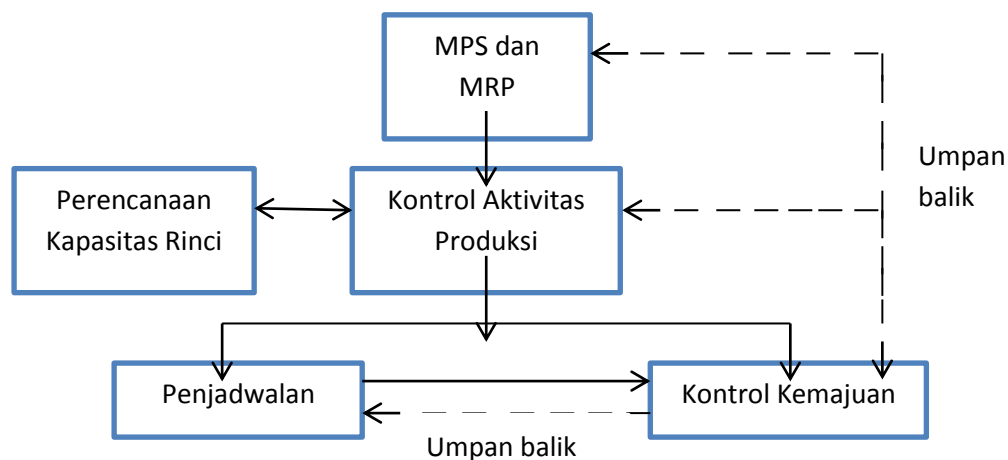 MPS dan
MRP
Umpan
balik
Perencanaan
Kapasitas Rinci
Kontrol Aktivitas
Produksi
Penjadwalan
Kontrol Kemajuan
Umpan balik